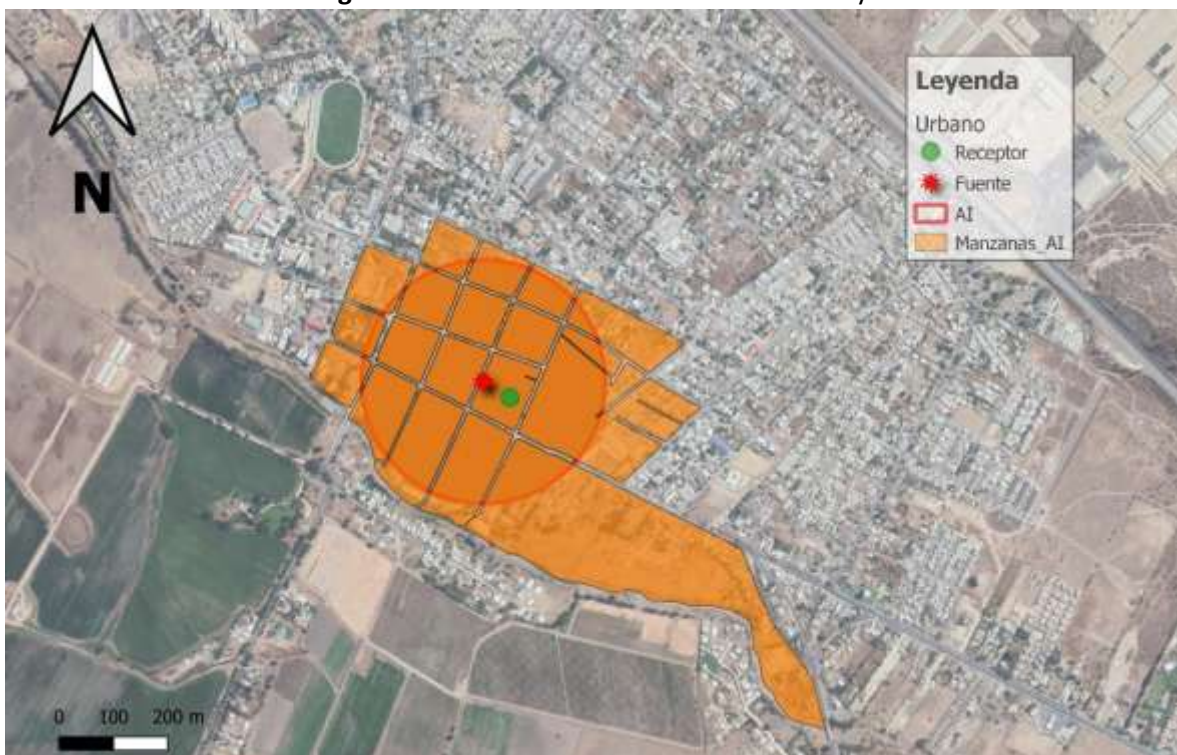 Leyenda
Urbano
Receptor
Fuente
AI
Manzanas_AI
N
0 100 200 m